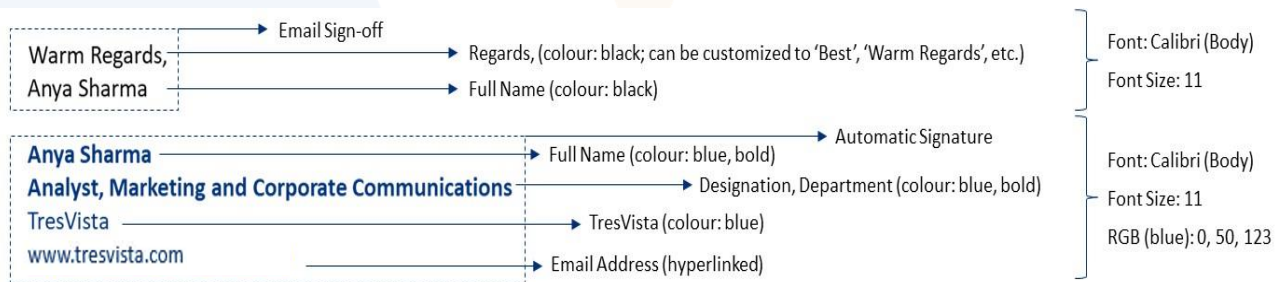 Email Sign-off
Warm Regards,
Regards, (colour: black; can be customized to ‘Best’, ‘Warm Regards’, etc.)
Anya Sharma
Full Name (colour: black)
Font: Calibri (Body)
Font Size: 11
Automatic Signature
Anya Sharma
Full Name (colour: blue, bold)
Analyst, Marketing and Corporate Communications
Designation, Department (colour: blue, bold)
TresVista
TresVista (colour: blue)
www.tresvista.com
Email Address (hyperlinked)
Font: Calibri (Body)
Font Size: 11
RGB (blue): 0, 50, 123